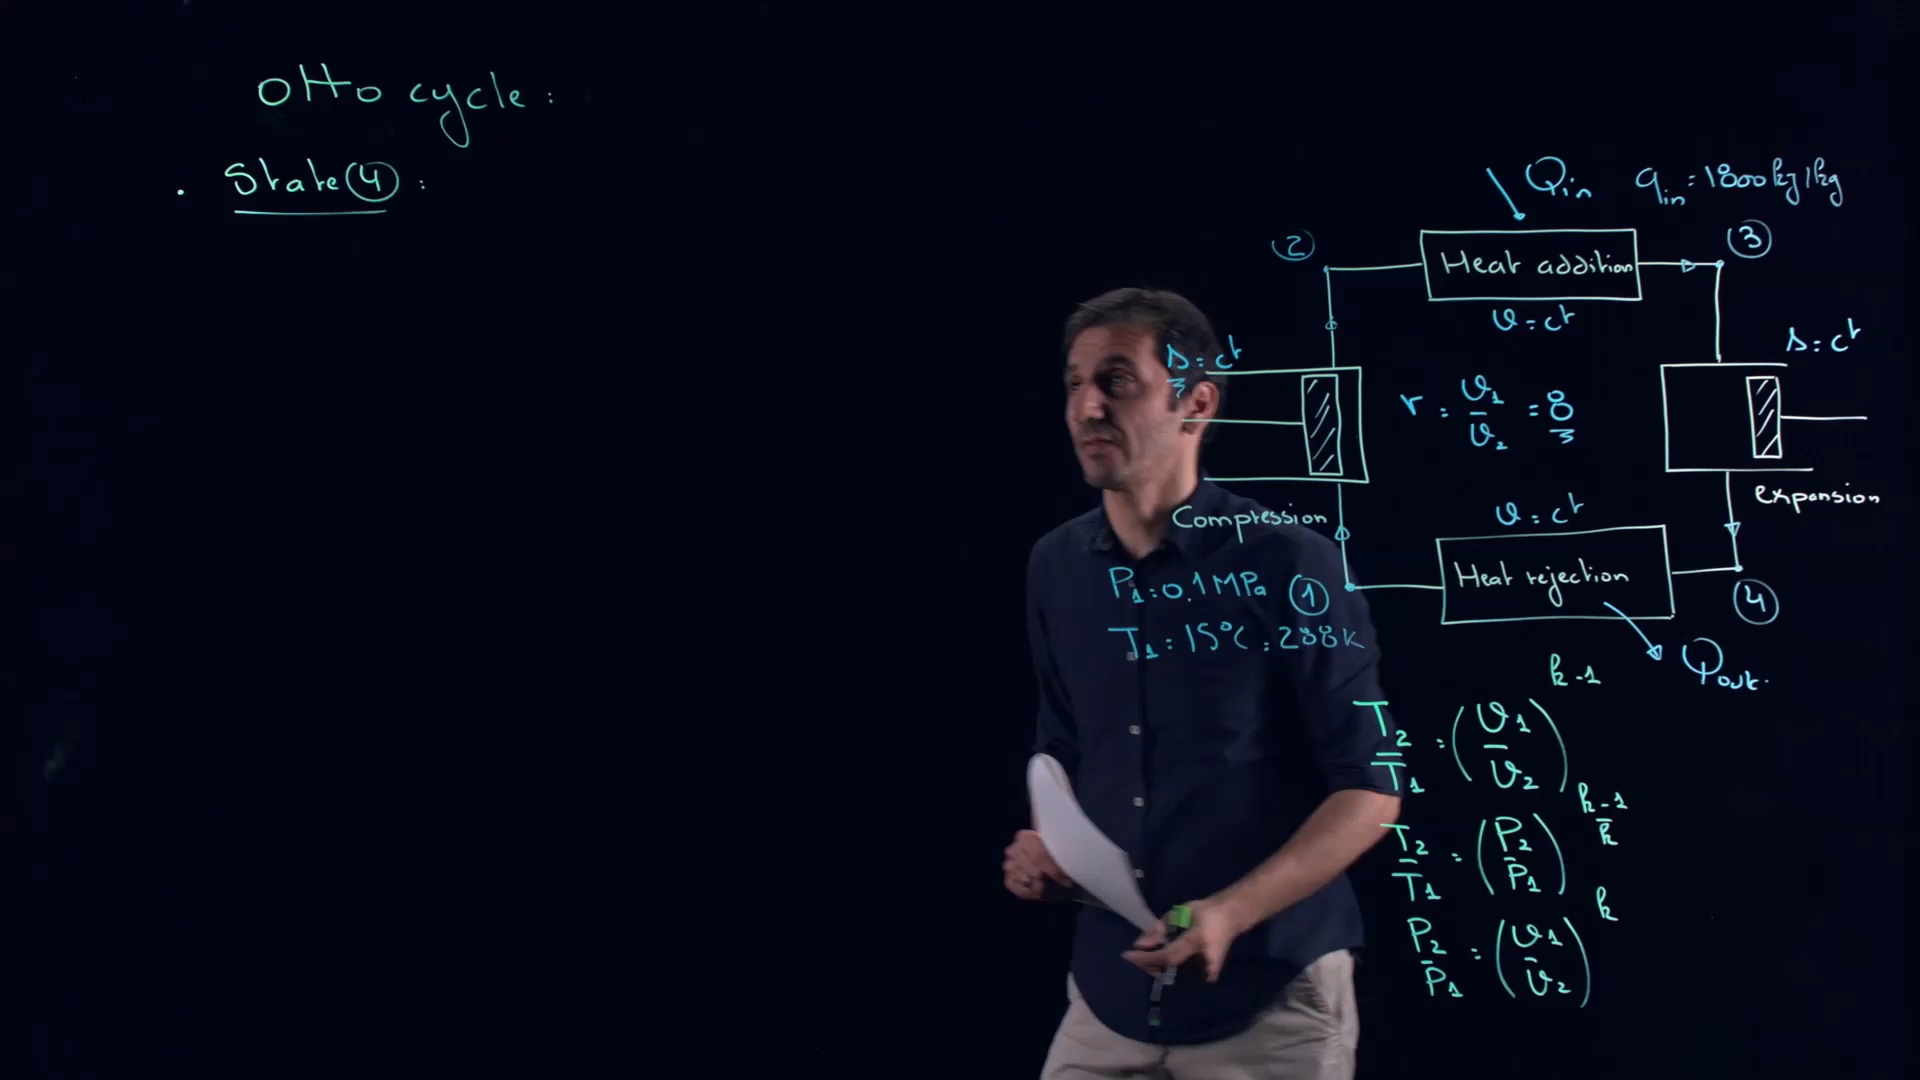 Otto cycle :
. State ④ :
Qin qin = 1800 kJ/kg
② Heat addition ③
v = cᵗ
s = cᵗ s = cᵗ
r = v₁/v₂ = 8
Compression expansion
v = cᵗ
P₁ = 0.1 MPa ① Heat rejection ④
T₁ = 15°C = 288 K
Qout.
T₂/T₁ = (v₁/v₂)^(k-1)
T₂/T₁ = (P₂/P₁)^((k-1)/k)
P₂/P₁ = (v₁/v₂)^k